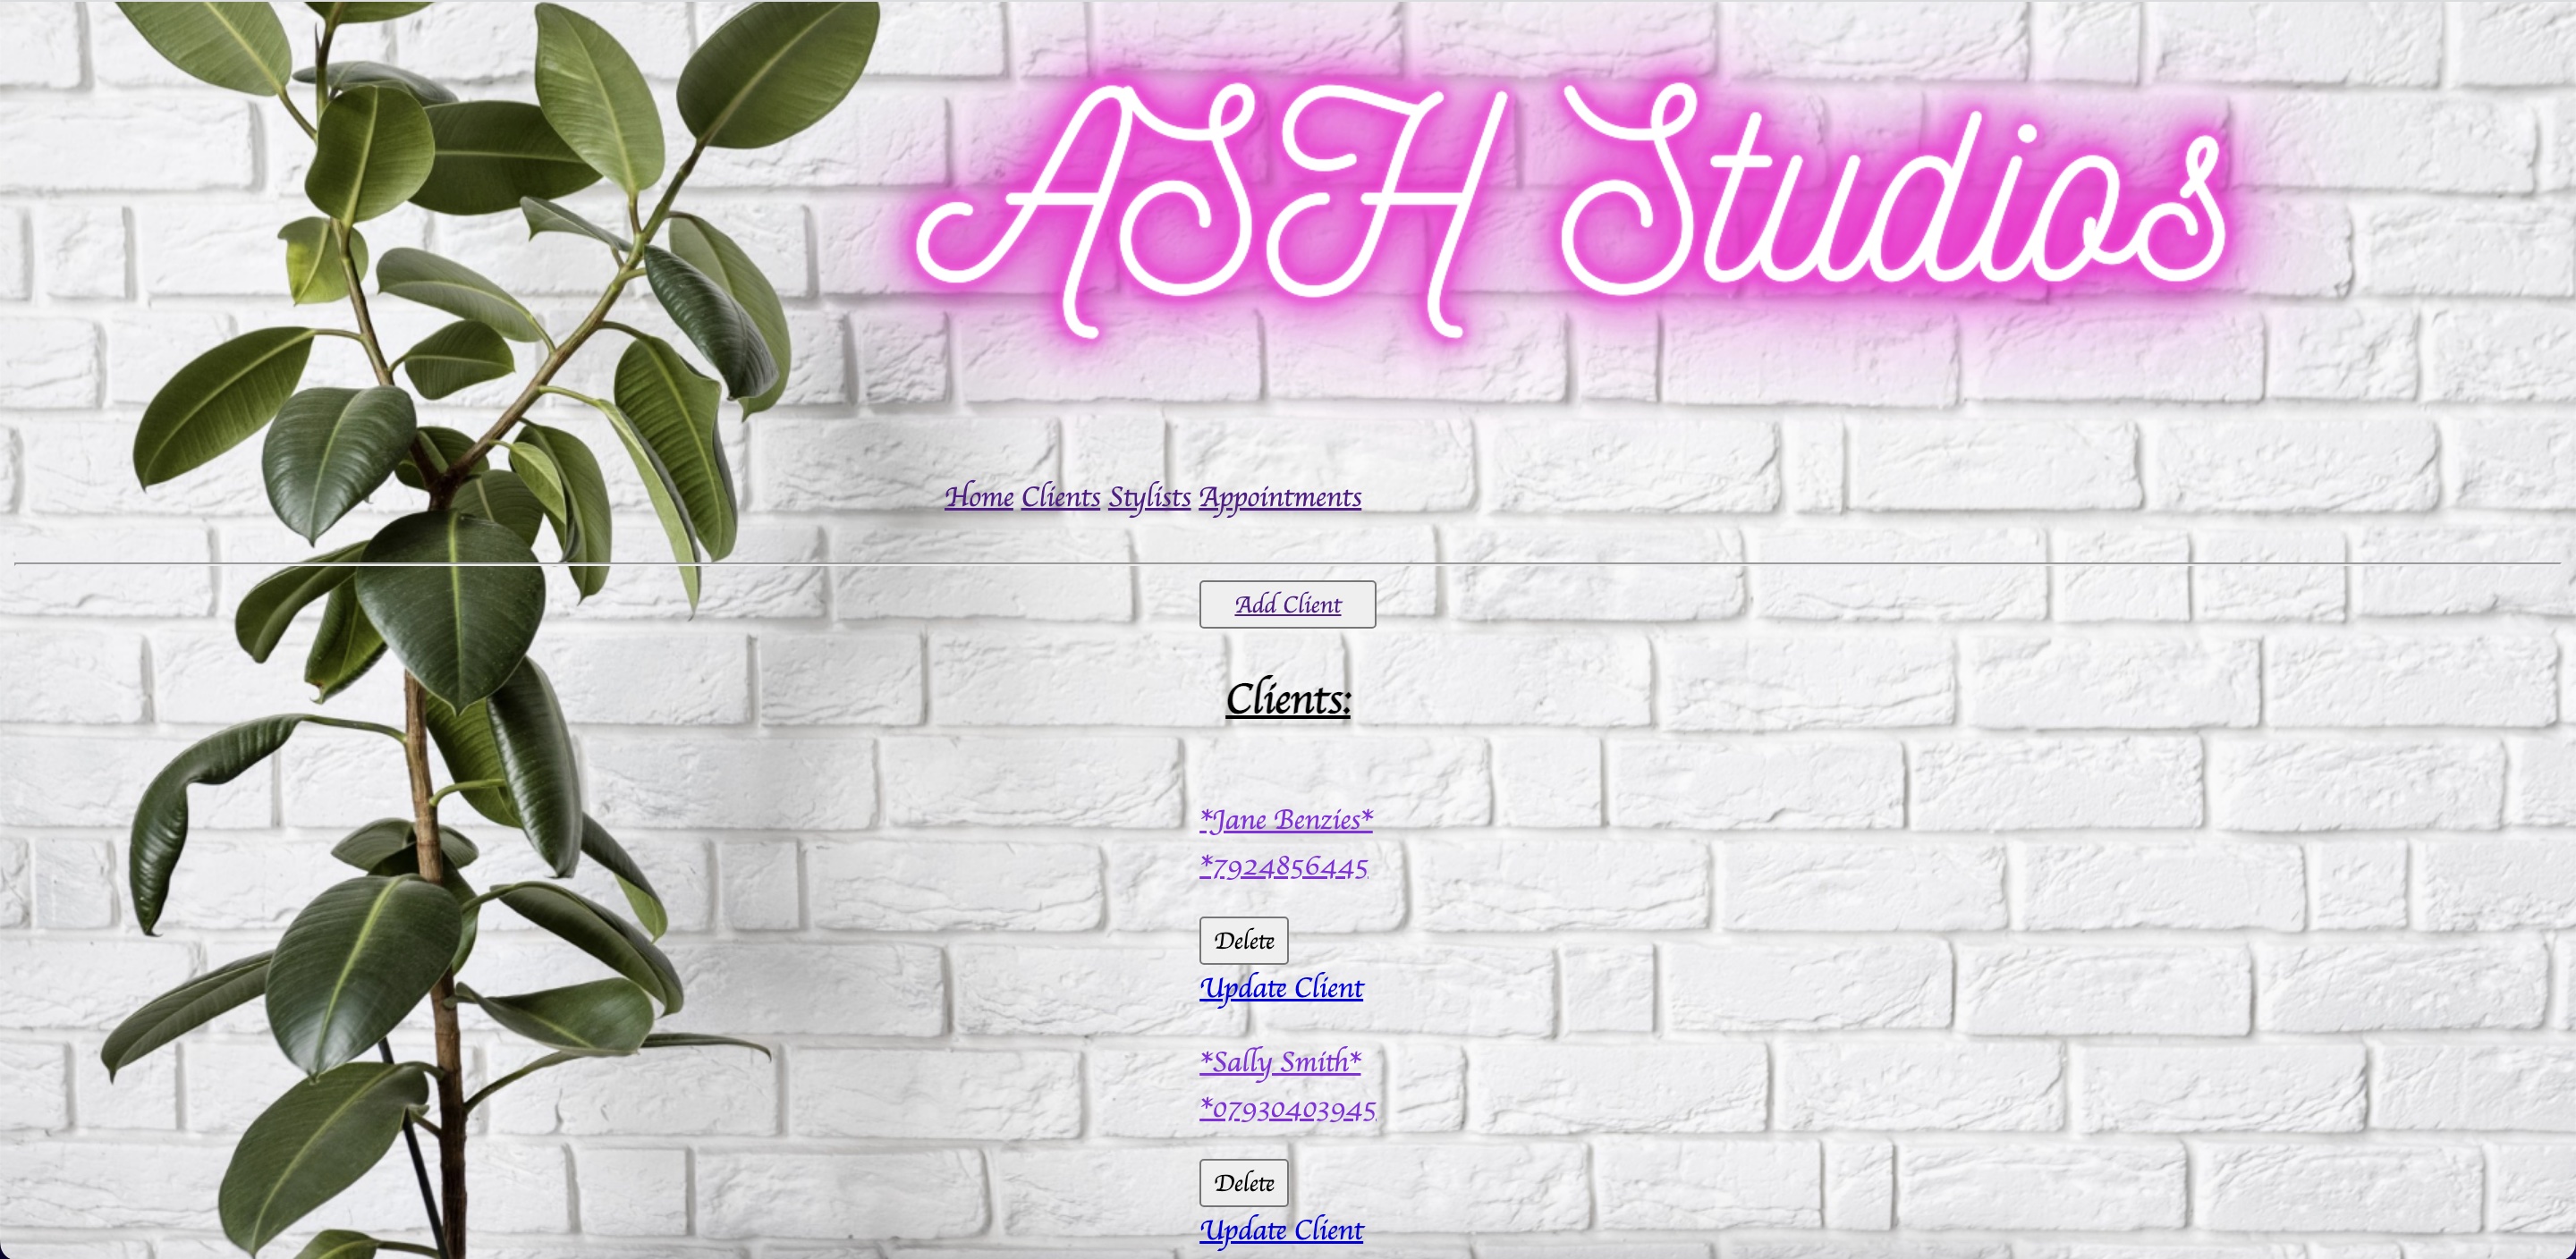 ASH Studios
Home Clients Stylists Appointments
Add Client
Clients:
*Jane Benzies*
*7924856445
Delete
Update Client
*Sally Smith*
*07930403945
Delete
Update Client